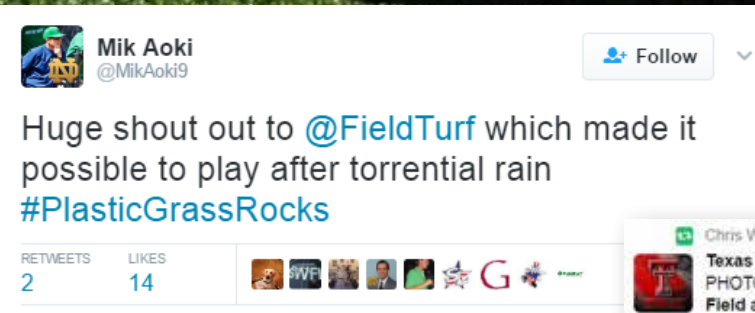 Mik Aoki
@MikAoki9
Follow
Huge shout out to @FieldTurf which made it
possible to play after torrential rain
#PlasticGrassRocks
RETWEETS LIKES
2 14
Chris W
Texas
PHOTO
Field a